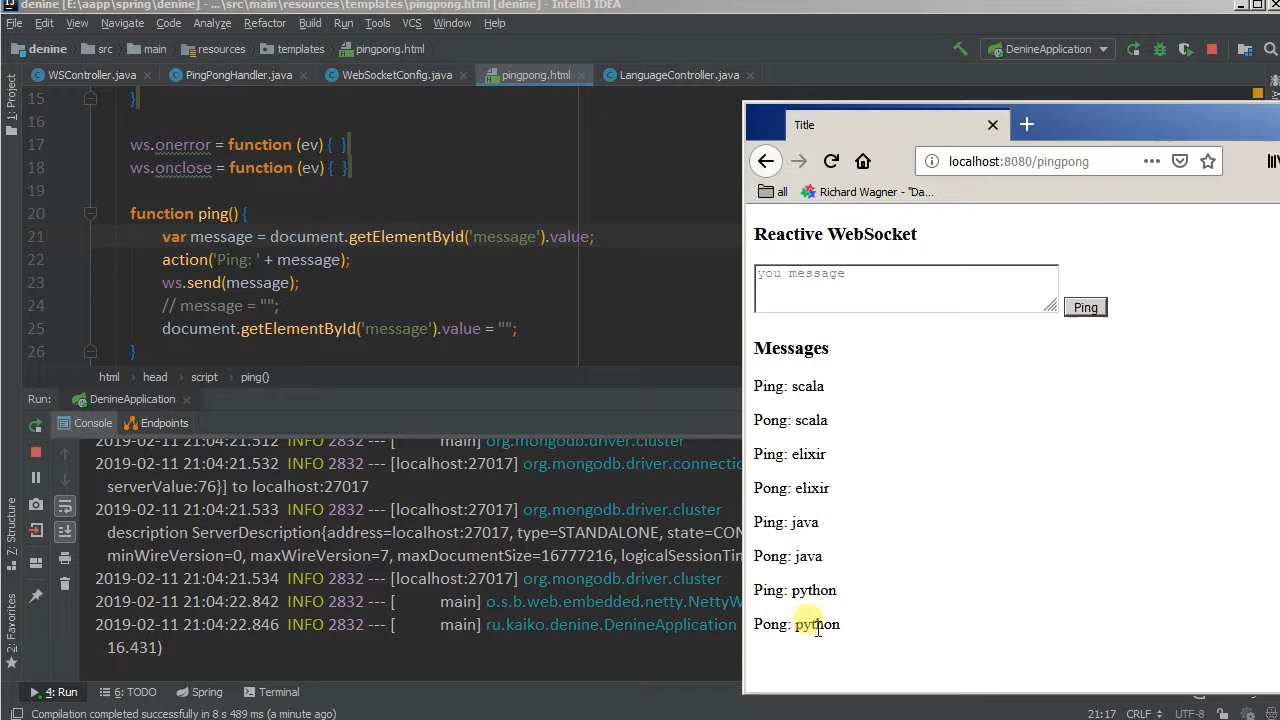 denine [E:\aapp\spring\denine] - ...\src\main\resources\templates\pingpong.html [denine] - IntelliJ IDEA
File Edit View Navigate Code Analyze Refactor Build Run Tools VCS Window Help
denine src main resources templates pingpong.html DenineApplication
WSController.java PingPongHandler.java WebSocketConfig.java pingpong.html LanguageController.java
1: Project
15 }
16
17 ws.onerror = function (ev) { }
18 ws.onclose = function (ev) { }
19
20 function ping() {
21 var message = document.getElementById('message').value;
22 action('Ping: ' + message);
23 ws.send(message);
24 // message = "";
25 document.getElementById('message').value = "";
26 }
html head script ping()
Run: DenineApplication
Console Endpoints
2019-02-11 21:04:21.512 INFO 2832 --- [ main] org.mongodb.driver.cluster
2019-02-11 21:04:21.532 INFO 2832 --- [localhost:27017] org.mongodb.driver.connectio
serverValue:76}] to localhost:27017
2019-02-11 21:04:21.533 INFO 2832 --- [localhost:27017] org.mongodb.driver.cluster
description ServerDescription{address=localhost:27017, type=STANDALONE, state=CON
minWireVersion=0, maxWireVersion=7, maxDocumentSize=16777216, logicalSessionTim
2019-02-11 21:04:21.534 INFO 2832 --- [localhost:27017] org.mongodb.driver.cluster
2019-02-11 21:04:22.842 INFO 2832 --- [ main] o.s.b.web.embedded.netty.NettyW
2019-02-11 21:04:22.846 INFO 2832 --- [ main] ru.kaiko.denine.DenineApplication
16.431)
Z: Structure
2: Favorites
4: Run 6: TODO Spring Terminal
Compilation completed successfully in 8 s 489 ms (a minute ago) 21:17 CRLF UTF-8
Title
localhost:8080/pingpong
all Richard Wagner - "Da...
Reactive WebSocket
you message
Ping
Messages
Ping: scala
Pong: scala
Ping: elixir
Pong: elixir
Ping: java
Pong: java
Ping: python
Pong: python